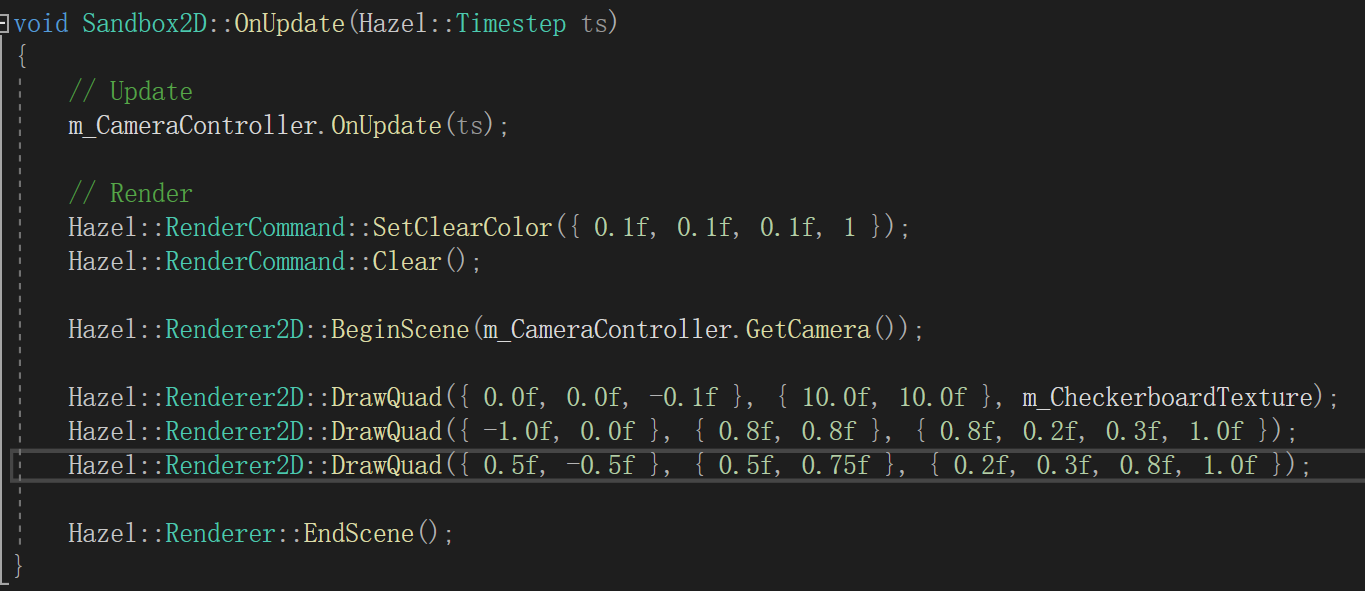 void Sandbox2D::OnUpdate(Hazel::Timestep ts)
{
// Update
m_CameraController.OnUpdate(ts);
// Render
Hazel::RenderCommand::SetClearColor({ 0.1f, 0.1f, 0.1f, 1 });
Hazel::RenderCommand::Clear();
Hazel::Renderer2D::BeginScene(m_CameraController.GetCamera());
Hazel::Renderer2D::DrawQuad({ 0.0f, 0.0f, -0.1f }, { 10.0f, 10.0f }, m_CheckerboardTexture);
Hazel::Renderer2D::DrawQuad({ -1.0f, 0.0f }, { 0.8f, 0.8f }, { 0.8f, 0.2f, 0.3f, 1.0f });
Hazel::Renderer2D::DrawQuad({ 0.5f, -0.5f }, { 0.5f, 0.75f }, { 0.2f, 0.3f, 0.8f, 1.0f });
Hazel::Renderer::EndScene();
}